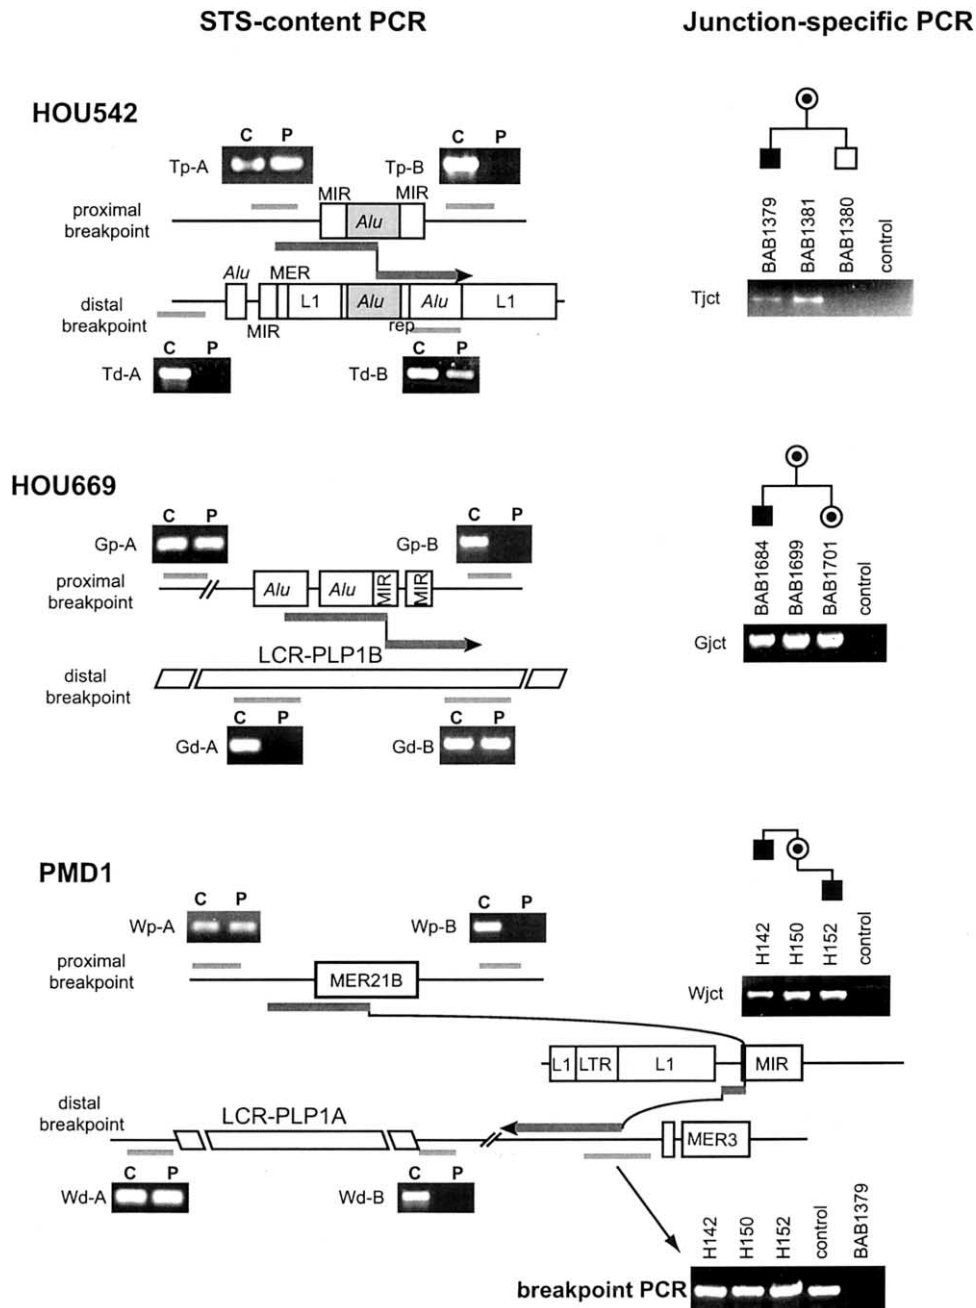 STS-content PCR
Junction-specific PCR
HOU542
C P
Tp-A
C P
Tp-B
MIR MIR
proximal
breakpoint
Alu
Alu MER
distal
breakpoint
L1 Alu Alu L1
MIR rep
C P
Td-A
C P
Td-B
BAB1379
BAB1381
BAB1380
control
Tjct
HOU669
C P
Gp-A
C P
Gp-B
proximal
breakpoint
Alu Alu MIR MIR
LCR-PLP1B
distal
breakpoint
C P
Gd-A
C P
Gd-B
BAB1684
BAB1699
BAB1701
control
Gjct
PMD1
C P
Wp-A
C P
Wp-B
proximal
breakpoint
MER21B
H142
H150
H152
control
Wjct
L1 LTR L1 MIR
distal
breakpoint
LCR-PLP1A
MER3
C P
Wd-A
C P
Wd-B
H142
H150
H152
control
BAB1379
breakpoint PCR